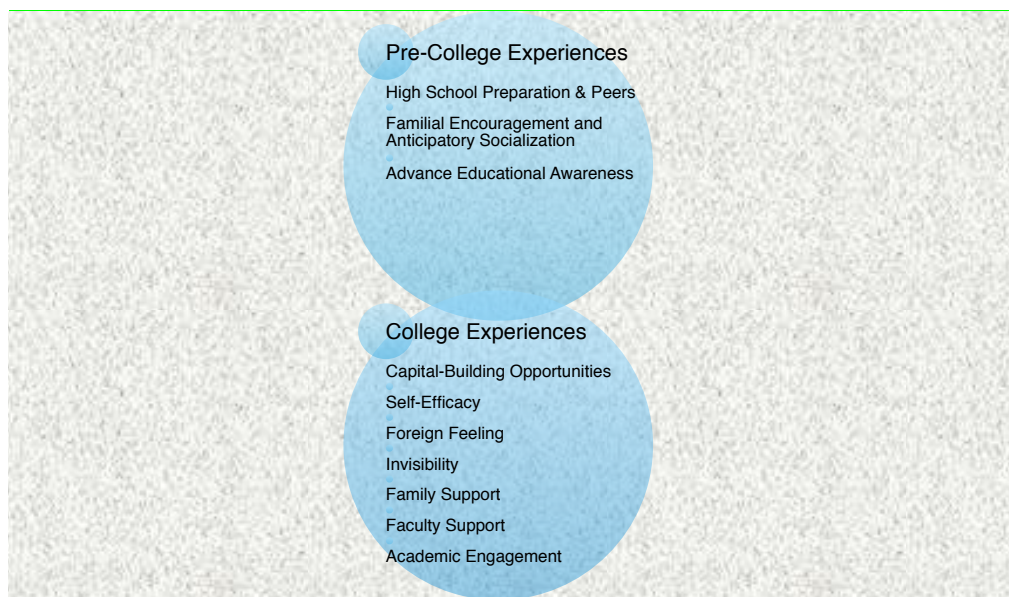 Pre-College Experiences
High School Preparation & Peers
Familial Encouragement and
Anticipatory Socialization
Advance Educational Awareness
College Experiences
Capital-Building Opportunities
Self-Efficacy
Foreign Feeling
Invisibility
Family Support
Faculty Support
Academic Engagement